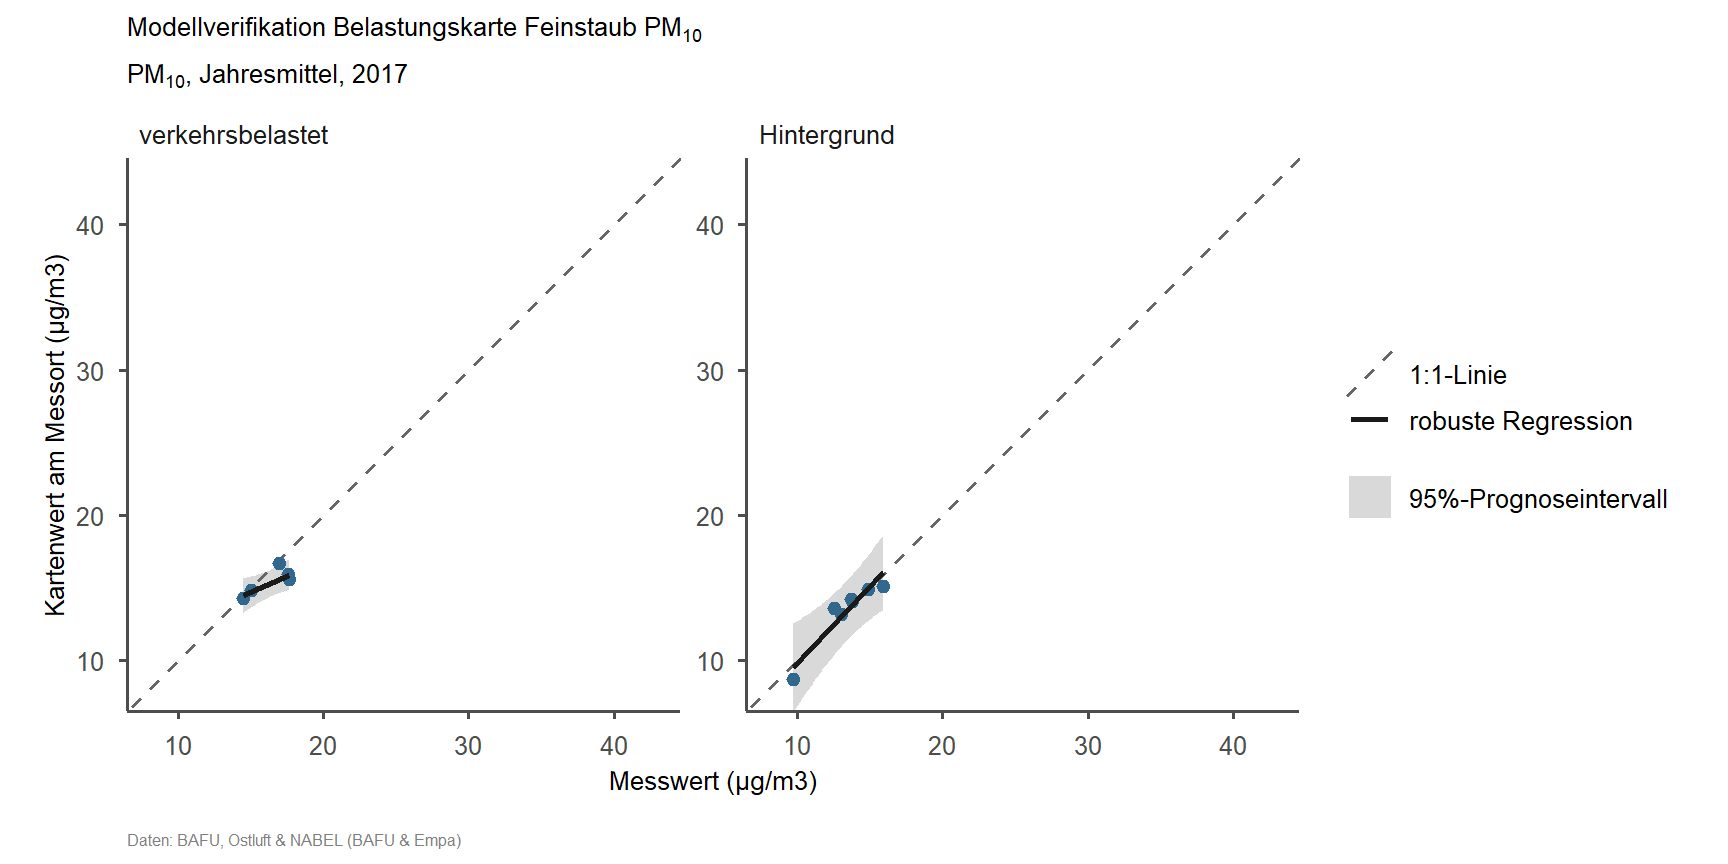 Modellverifikation Belastungskarte Feinstaub PM₁₀
PM₁₀, Jahresmittel, 2017
verkehrsbelastet
Hintergrund
Kartenwert am Messort (µg/m3)
40
30
20
10
40
30
20
10
10 20 30 40
10 20 30 40
Messwert (µg/m3)
1:1-Linie
robuste Regression
95%-Prognoseintervall
Daten: BAFU, Ostluft & NABEL (BAFU & Empa)